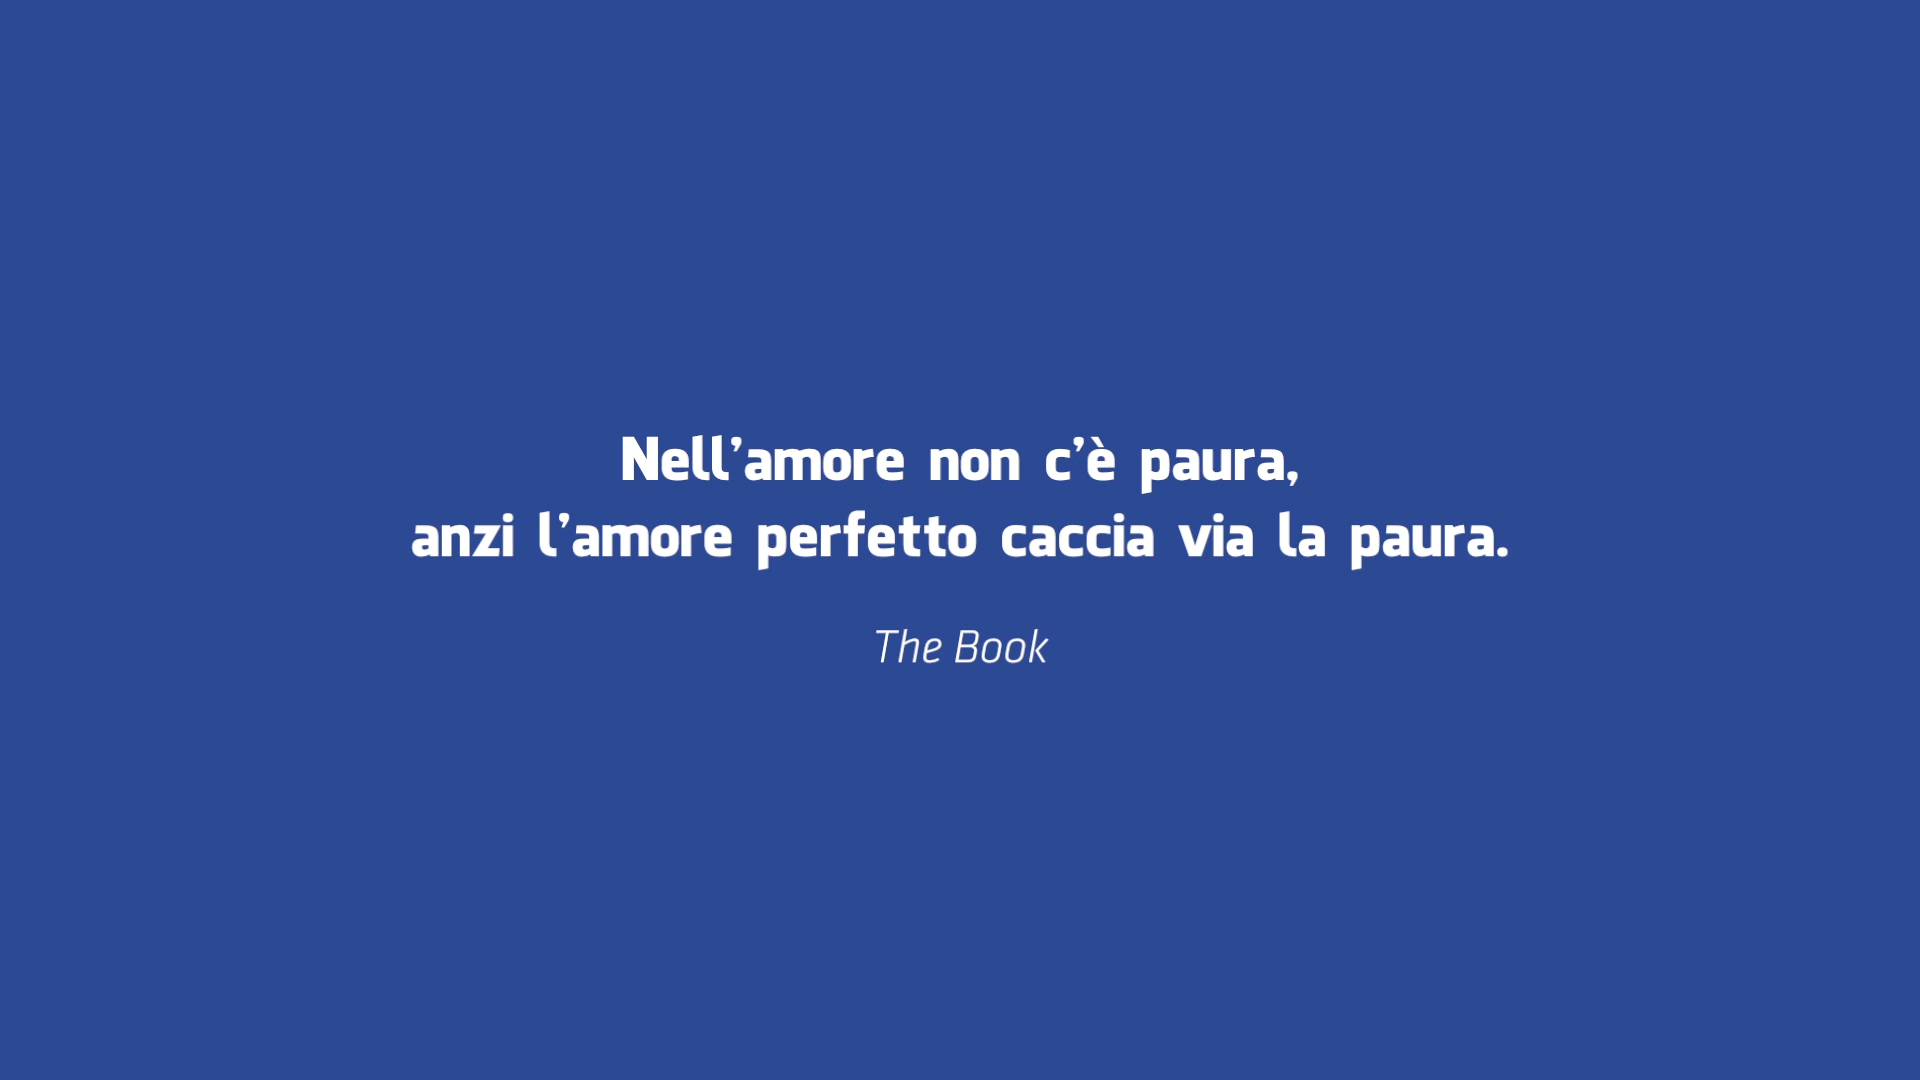 Nell’amore non c’è paura,
anzi l’amore perfetto caccia via la paura.
The Book